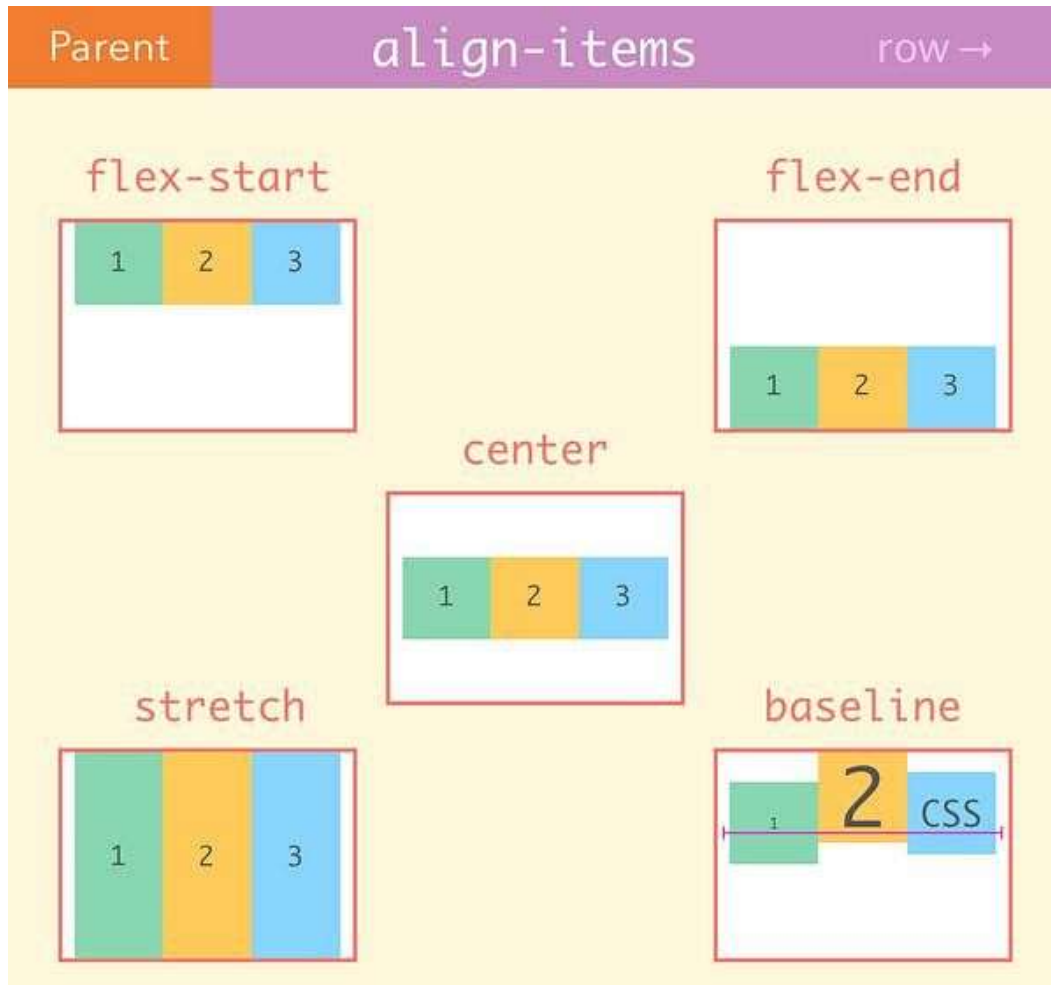 Parent align-items row →
flex-start flex-end
1 2 3
1 2 3
center
1 2 3
stretch baseline
1 2 3
1 2 CSS